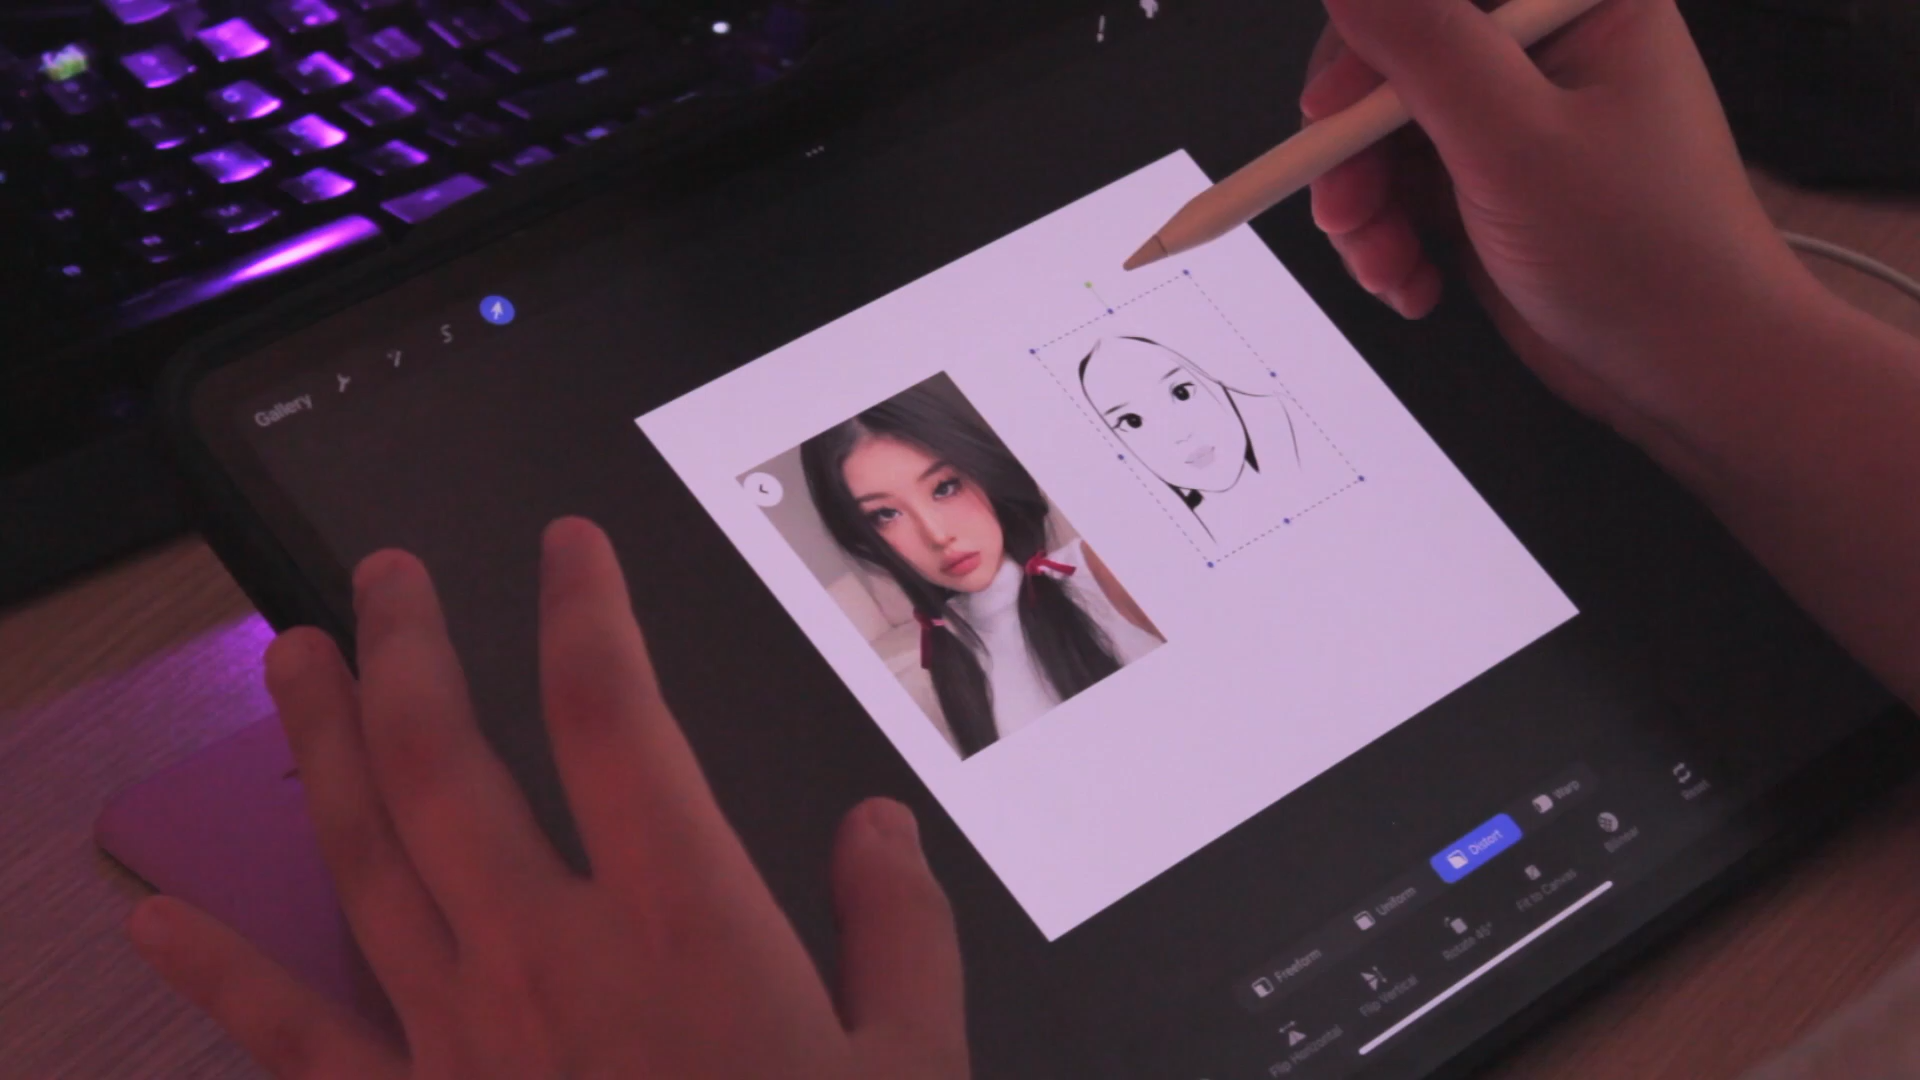 Gallery
S
Freeform
Uniform
Distort
Warp
Flip Horizontal
Flip Vertical
Rotate 45°
Fit to Canvas
Bilinear
Reset